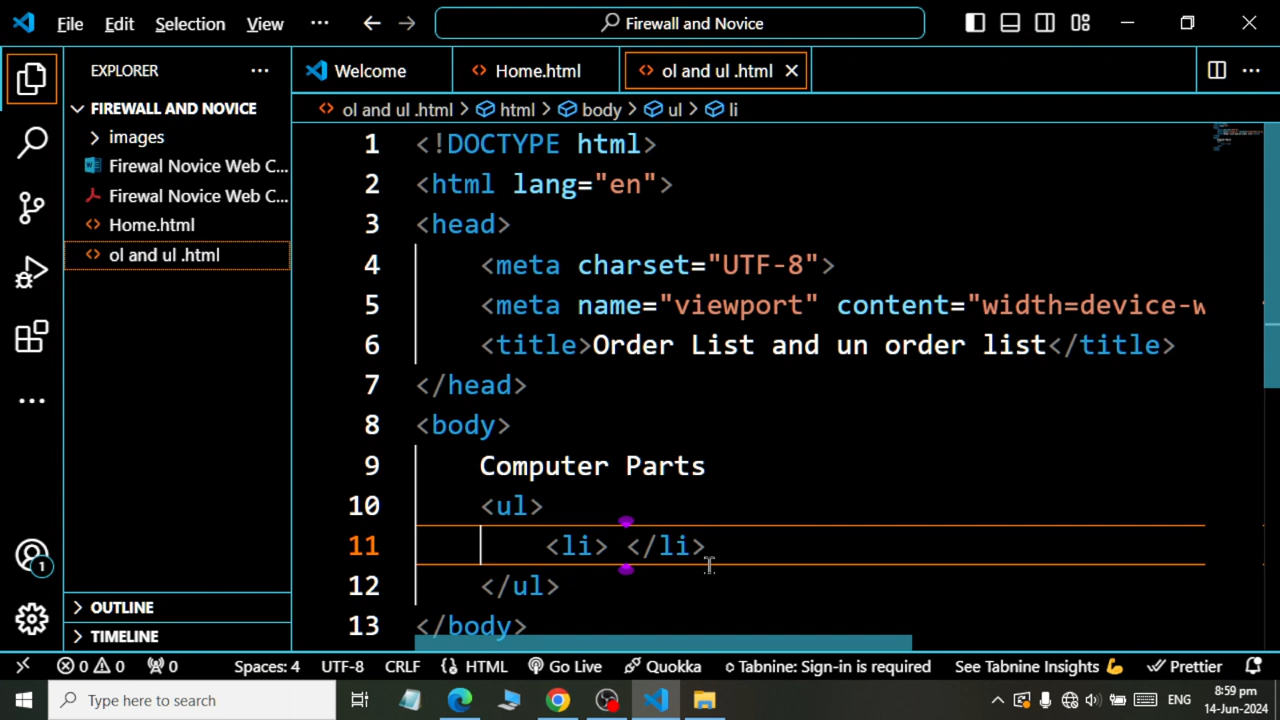 File Edit Selection View ··· Firewall and Novice
EXPLORER ···
Welcome Home.html ol and ul .html
FIREWALL AND NOVICE
images
Firewal Novice Web C...
Firewal Novice Web C...
Home.html
ol and ul .html
OUTLINE
TIMELINE
ol and ul .html > html > body > ul > li
1 <!DOCTYPE html>
2 <html lang="en">
3 <head>
4 <meta charset="UTF-8">
5 <meta name="viewport" content="width=device-w
6 <title>Order List and un order list</title>
7 </head>
8 <body>
9 Computer Parts
10 <ul>
11 <li> </li>
12 </ul>
13 </body>
1
0 0 0 Spaces: 4 UTF-8 CRLF HTML Go Live Quokka Tabnine: Sign-in is required See Tabnine Insights Prettier
Type here to search ENG 8:59 pm
14-Jun-2024